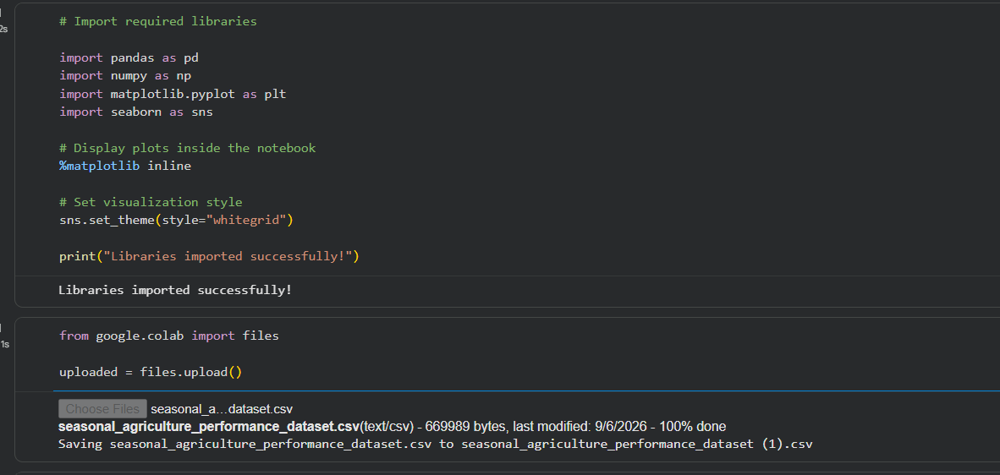 # Import required libraries
2s
import pandas as pd
import numpy as np
import matplotlib.pyplot as plt
import seaborn as sns
# Display plots inside the notebook
%matplotlib inline
# Set visualization style
sns.set_theme(style="whitegrid")
print("Libraries imported successfully!")
Libraries imported successfully!
from google.colab import files
1s
uploaded = files.upload()
Choose Files seasonal_a...dataset.csv
seasonal_agriculture_performance_dataset.csv(text/csv) - 669989 bytes, last modified: 9/6/2026 - 100% done
Saving seasonal_agriculture_performance_dataset.csv to seasonal_agriculture_performance_dataset (1).csv